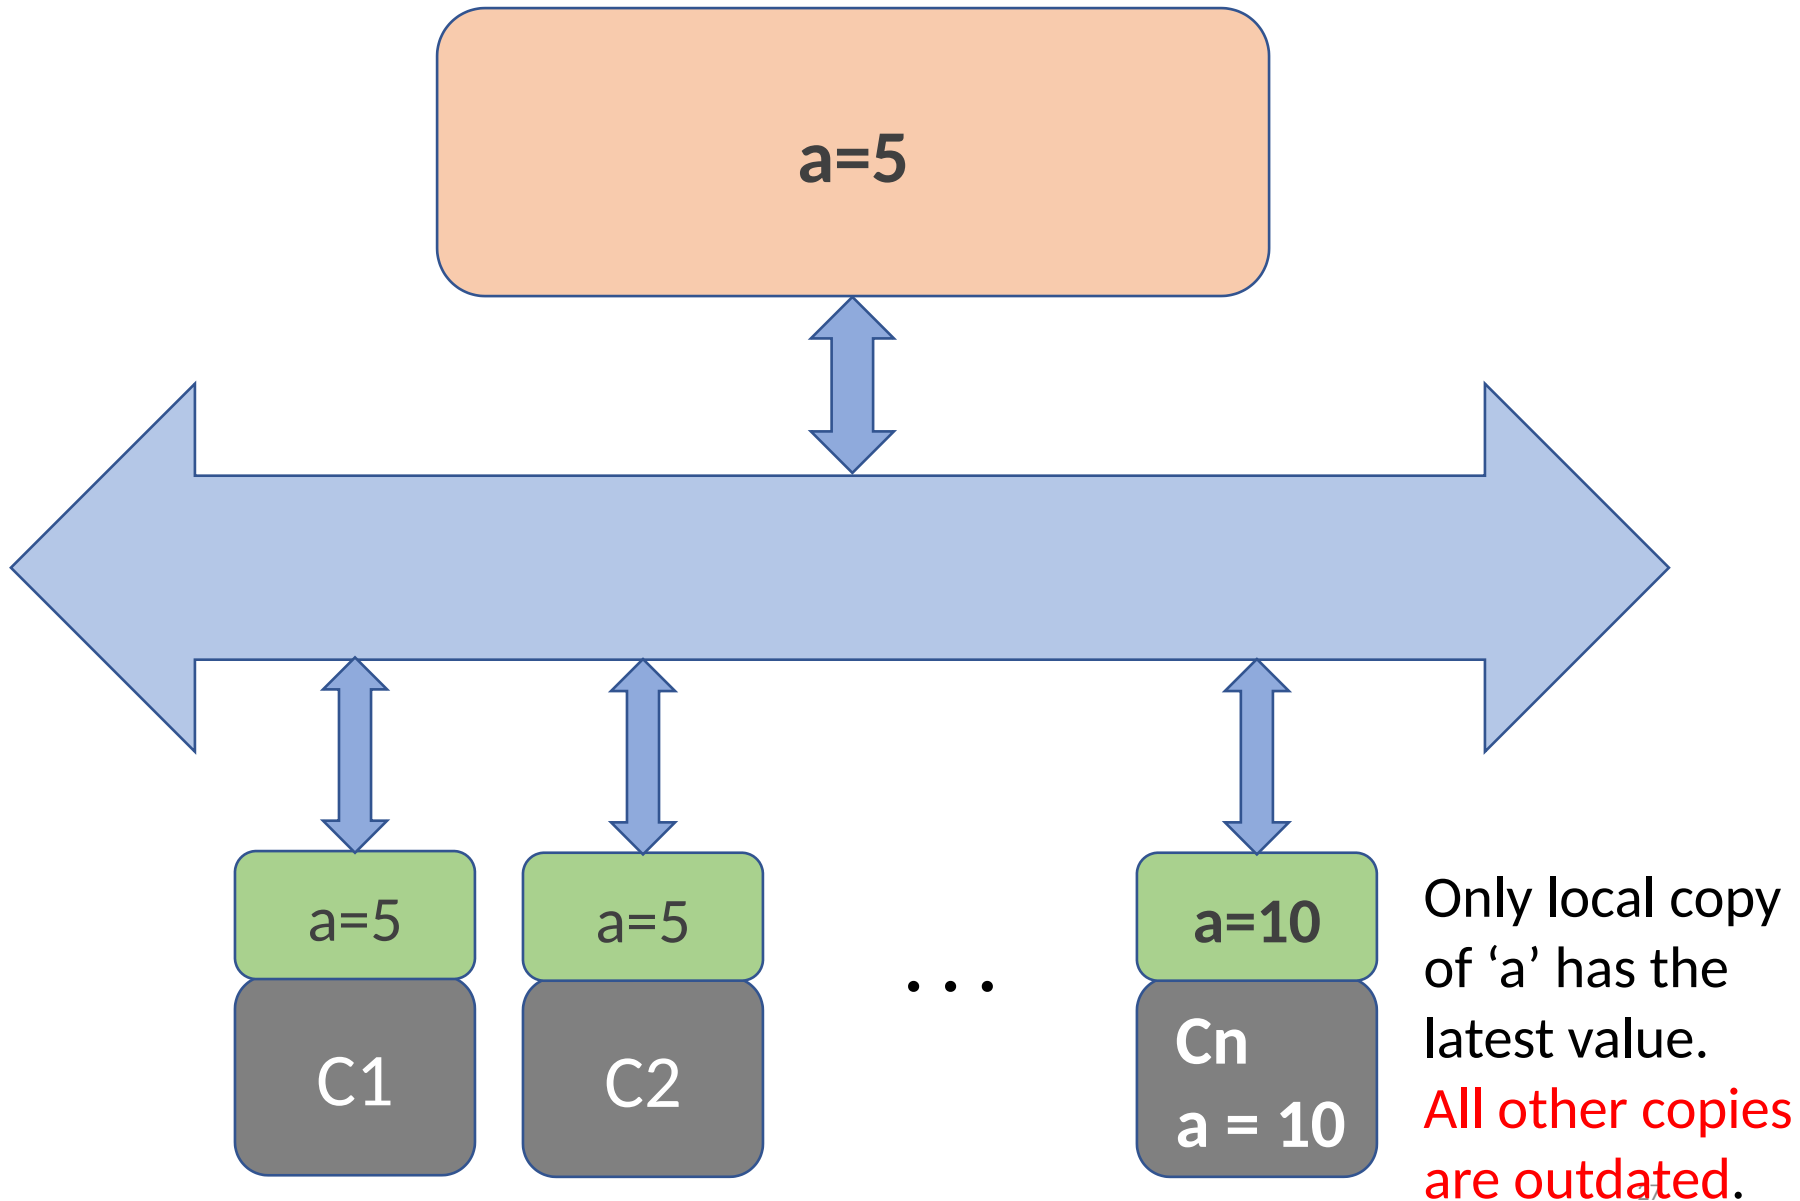 a=5
a=5
a=5
a=10
. . .
C1
C2
Cn
a = 10
Only local copy
of ‘a’ has the
latest value.
All other copies
are outdated.
27